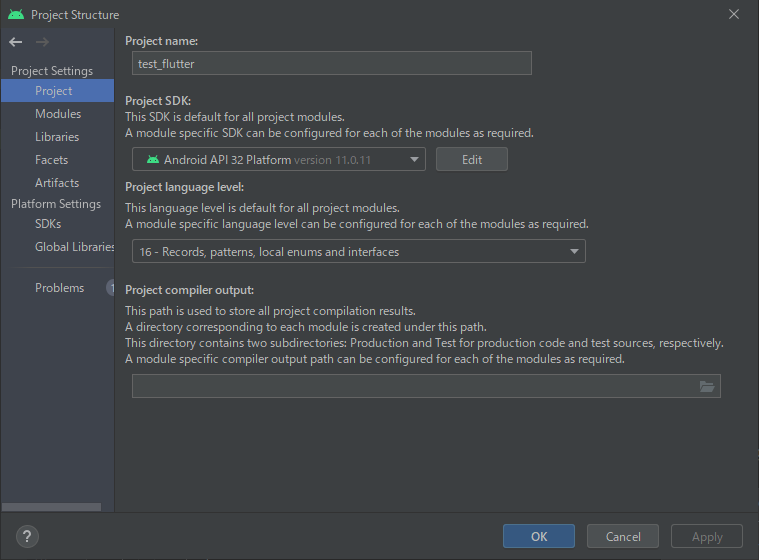 Project Structure
Project Settings
Project
Modules
Libraries
Facets
Artifacts
Platform Settings
SDKs
Global Libraries
Problems
Project name:
test_flutter
Project SDK:
This SDK is default for all project modules.
A module specific SDK can be configured for each of the modules as required.
Android API 32 Platform version 11.0.11
Edit
Project language level:
This language level is default for all project modules.
A module specific language level can be configured for each of the modules as required.
16 - Records, patterns, local enums and interfaces
Project compiler output:
This path is used to store all project compilation results.
A directory corresponding to each module is created under this path.
This directory contains two subdirectories: Production and Test for production code and test sources, respectively.
A module specific compiler output path can be configured for each of the modules as required.
?
OK
Cancel
Apply